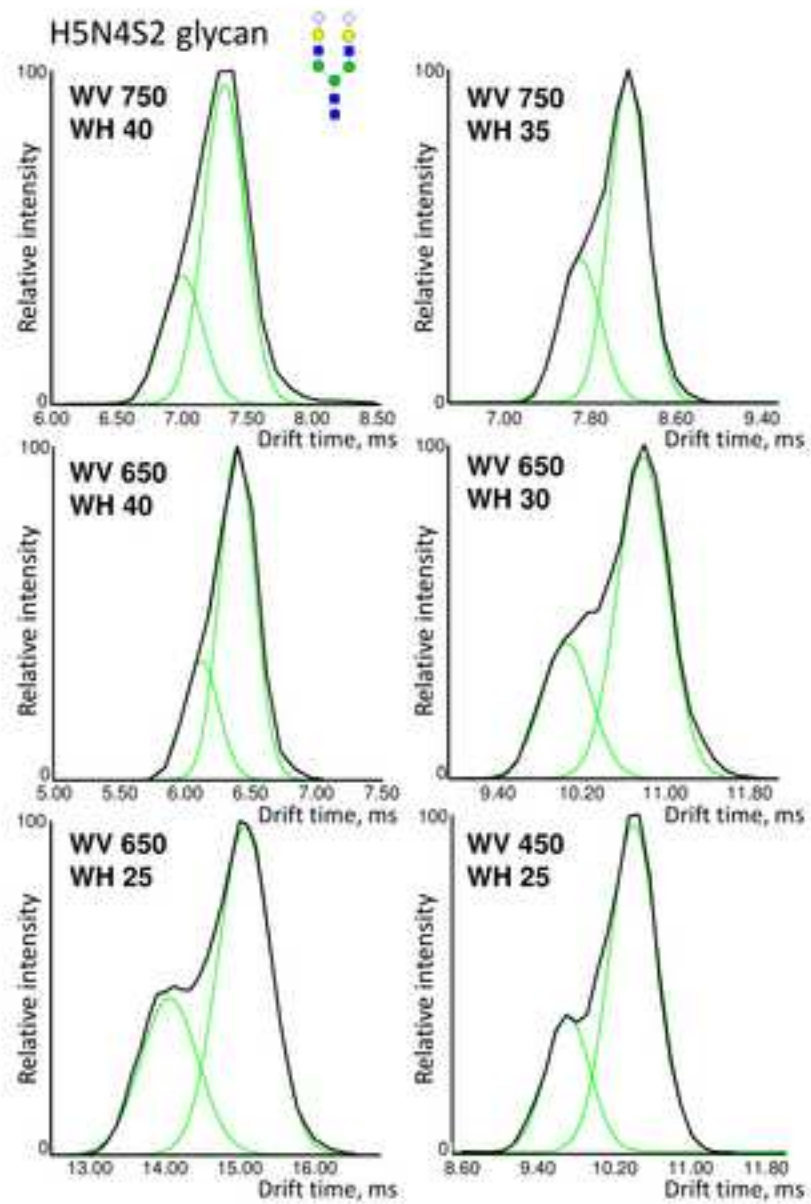 H5N4S2 glycan
100
WV 750
WH 40
Relative intensity
0
6.00 6.50 7.00 7.50 8.00 8.50
Drift time, ms
100
WV 750
WH 35
Relative intensity
0
7.00 7.80 8.60 9.40
Drift time, ms
100
WV 650
WH 40
Relative intensity
0
5.00 5.50 6.00 6.50 7.00 7.50
Drift time, ms
100
WV 650
WH 30
Relative intensity
0
9.40 10.20 11.00 11.80
Drift time, ms
100
WV 650
WH 25
Relative intensity
0
13.00 14.00 15.00 16.00
Drift time, ms
100
WV 450
WH 25
Relative intensity
0
8.60 9.40 10.20 11.00 11.80
Drift time, ms